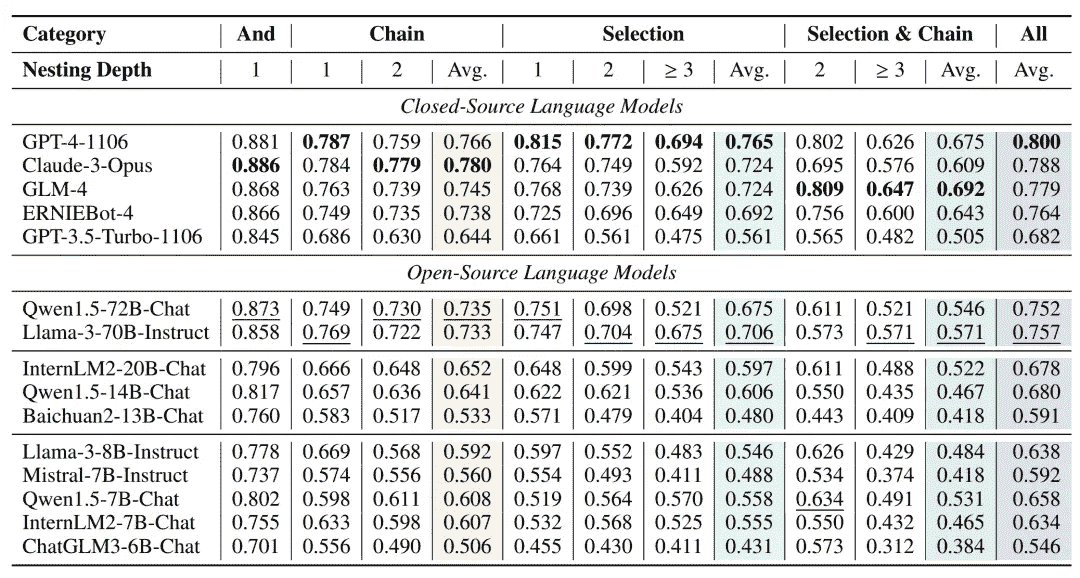 Category And Chain Selection Selection & Chain All
Nesting Depth 1 1 2 Avg. 1 2 ≥ 3 Avg. 2 ≥ 3 Avg. Avg.
Closed-Source Language Models
GPT-4-1106 0.881 0.787 0.759 0.766 0.815 0.772 0.694 0.765 0.802 0.626 0.675 0.800
Claude-3-Opus 0.886 0.784 0.779 0.780 0.764 0.749 0.592 0.724 0.695 0.576 0.609 0.788
GLM-4 0.868 0.763 0.739 0.745 0.768 0.739 0.626 0.724 0.809 0.647 0.692 0.779
ERNIEBot-4 0.866 0.749 0.735 0.738 0.725 0.696 0.649 0.692 0.756 0.600 0.643 0.764
GPT-3.5-Turbo-1106 0.845 0.686 0.630 0.644 0.661 0.561 0.475 0.561 0.565 0.482 0.505 0.682
Open-Source Language Models
Qwen1.5-72B-Chat 0.873 0.749 0.730 0.735 0.751 0.698 0.521 0.675 0.611 0.521 0.546 0.752
Llama-3-70B-Instruct 0.858 0.769 0.722 0.733 0.747 0.704 0.675 0.706 0.573 0.571 0.571 0.757
InternLM2-20B-Chat 0.796 0.666 0.648 0.652 0.648 0.599 0.543 0.597 0.611 0.488 0.522 0.678
Qwen1.5-14B-Chat 0.817 0.657 0.636 0.641 0.622 0.621 0.536 0.606 0.550 0.435 0.467 0.680
Baichuan2-13B-Chat 0.760 0.583 0.517 0.533 0.571 0.479 0.404 0.480 0.443 0.409 0.418 0.591
Llama-3-8B-Instruct 0.778 0.669 0.568 0.592 0.597 0.552 0.483 0.546 0.626 0.429 0.484 0.638
Mistral-7B-Instruct 0.737 0.574 0.556 0.560 0.554 0.493 0.411 0.488 0.534 0.374 0.418 0.592
Qwen1.5-7B-Chat 0.802 0.598 0.611 0.608 0.519 0.564 0.570 0.558 0.634 0.491 0.531 0.658
InternLM2-7B-Chat 0.755 0.633 0.598 0.607 0.532 0.568 0.525 0.555 0.550 0.432 0.465 0.634
ChatGLM3-6B-Chat 0.701 0.556 0.490 0.506 0.455 0.430 0.411 0.431 0.573 0.312 0.384 0.546